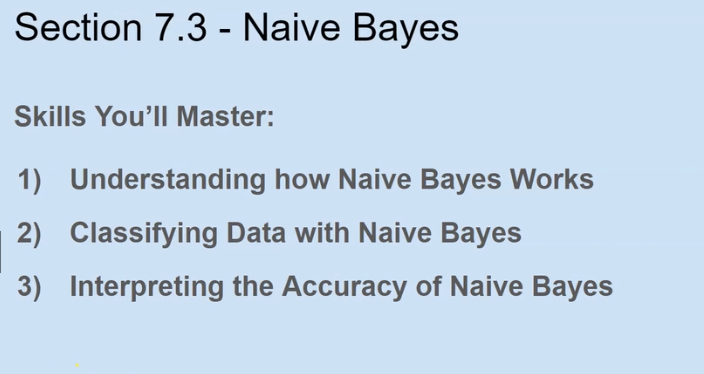 Section 7.3 - Naive Bayes
Skills You’ll Master:
1) Understanding how Naive Bayes Works
2) Classifying Data with Naive Bayes
3) Interpreting the Accuracy of Naive Bayes